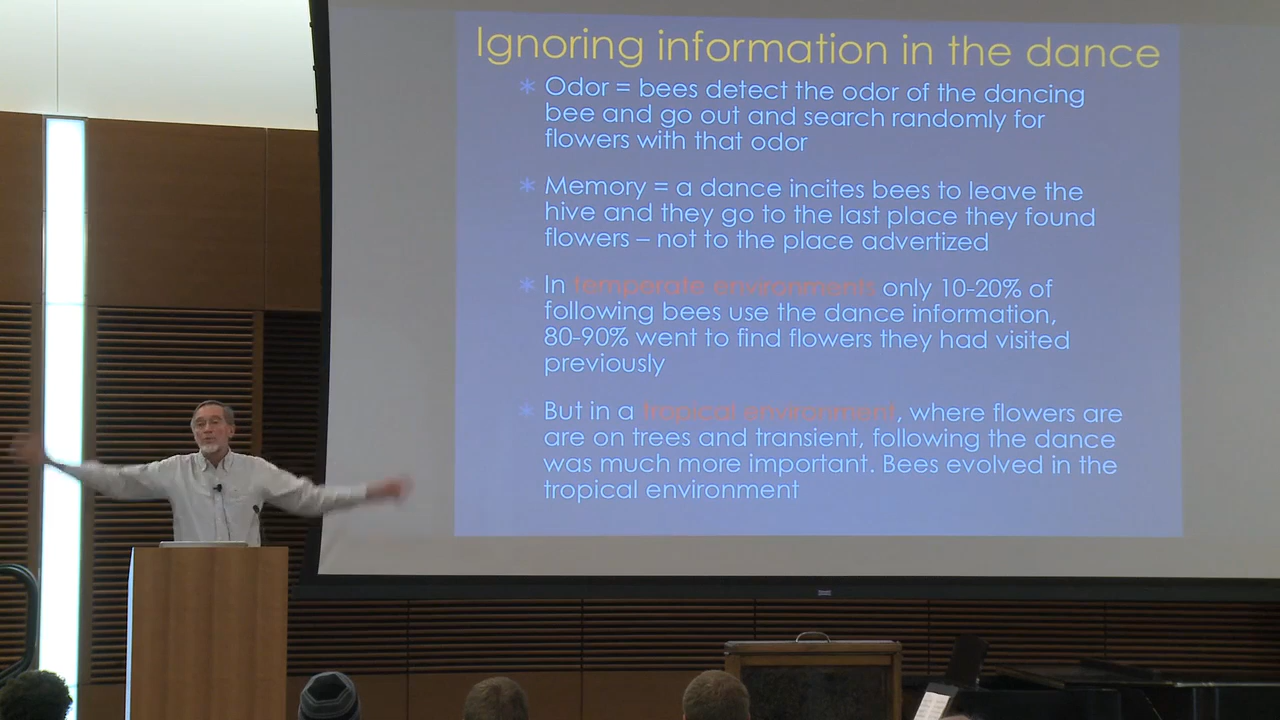 Ignoring information in the dance
* Odor = bees detect the odor of the dancing
bee and go out and search randomly for
flowers with that odor
* Memory = a dance incites bees to leave the
hive and they go to the last place they found
flowers – not to the place advertized
* In temperate environments only 10-20% of
following bees use the dance information,
80-90% went to find flowers they had visited
previously
* But in a tropical environment, where flowers are
are on trees and transient, following the dance
was much more important. Bees evolved in the
tropical environment